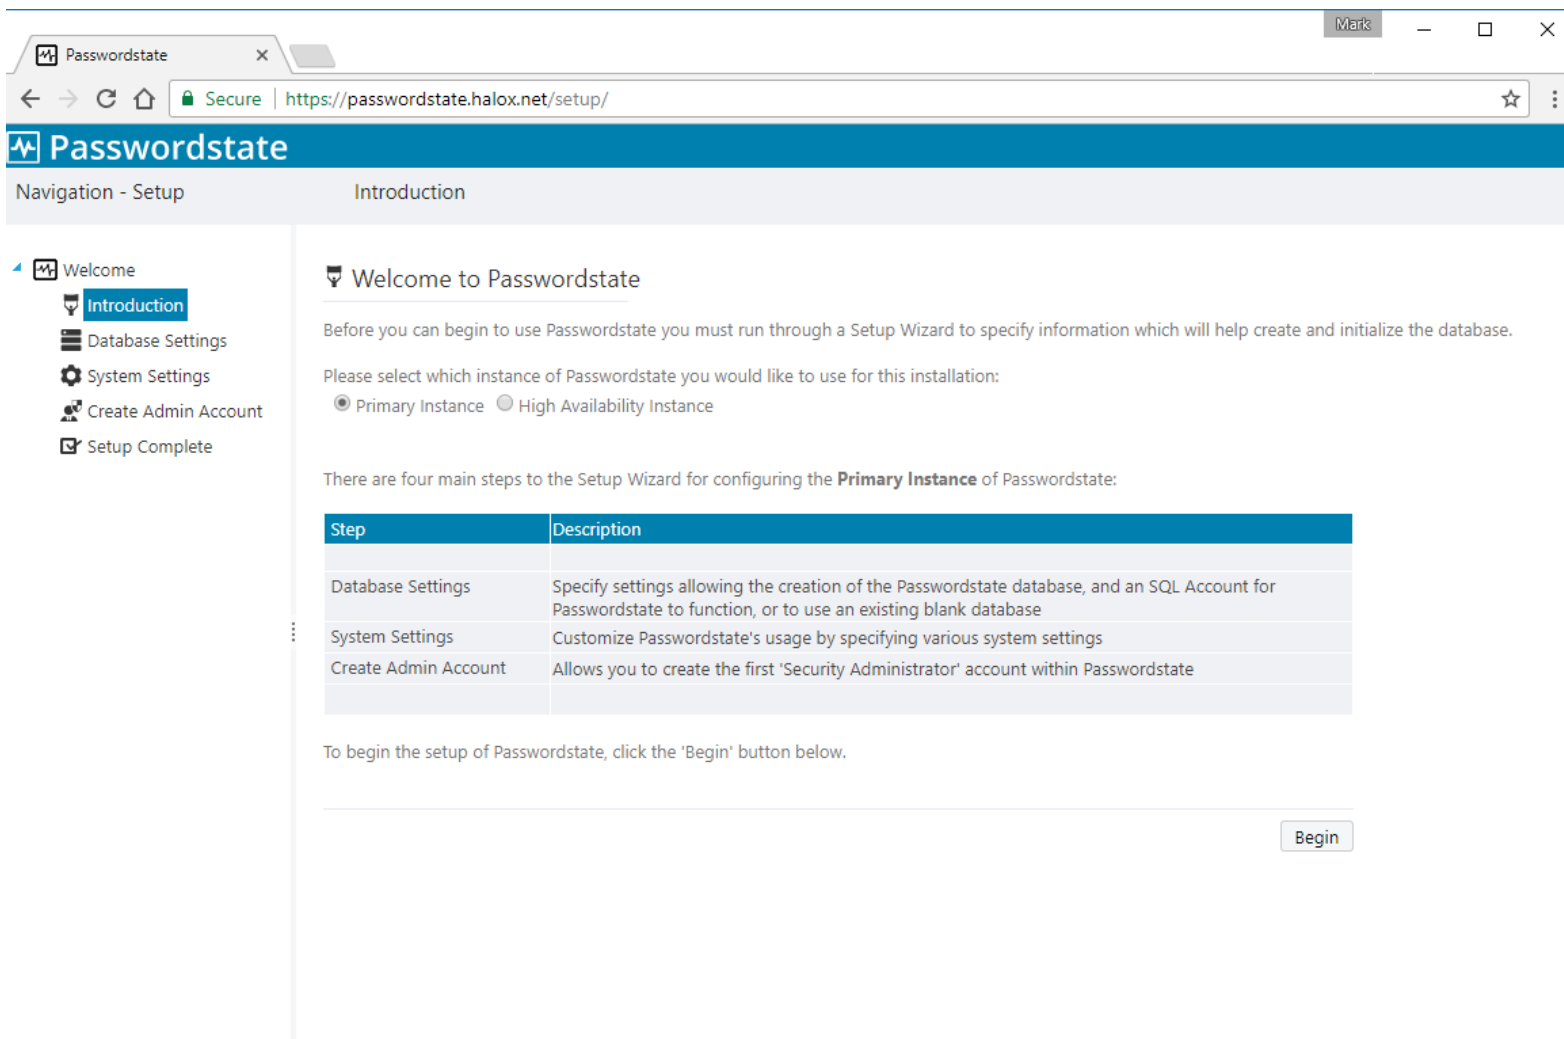 Mark
Passwordstate
Secure https://passwordstate.halox.net/setup/
Passwordstate
Navigation - Setup
Introduction
Welcome
Introduction
Database Settings
System Settings
Create Admin Account
Setup Complete
Welcome to Passwordstate
Before you can begin to use Passwordstate you must run through a Setup Wizard to specify information which will help create and initialize the database.
Please select which instance of Passwordstate you would like to use for this installation:
Primary Instance High Availability Instance
There are four main steps to the Setup Wizard for configuring the Primary Instance of Passwordstate:
Step Description
Database Settings Specify settings allowing the creation of the Passwordstate database, and an SQL Account for
Passwordstate to function, or to use an existing blank database
System Settings Customize Passwordstate's usage by specifying various system settings
Create Admin Account Allows you to create the first 'Security Administrator' account within Passwordstate
To begin the setup of Passwordstate, click the 'Begin' button below.
Begin